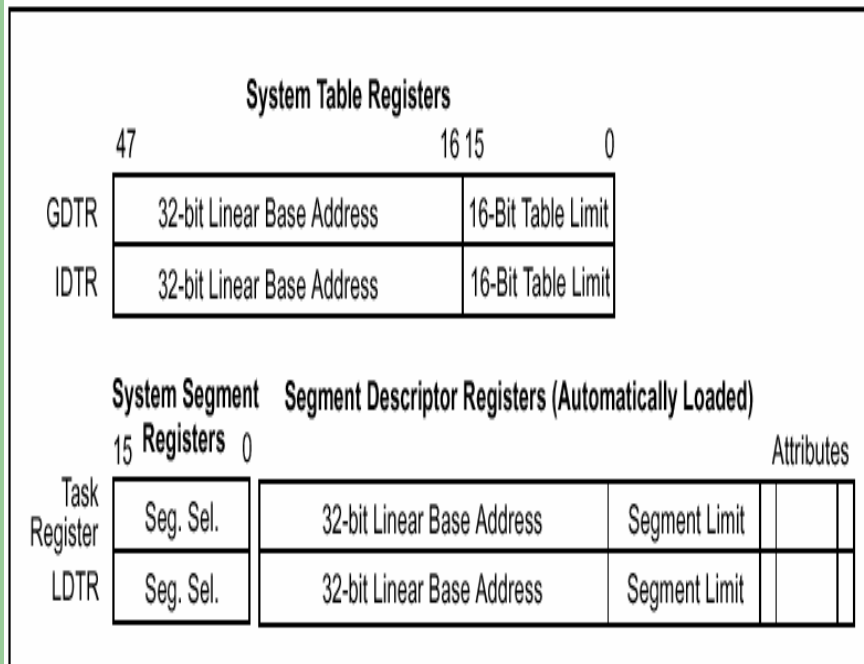 System Table Registers
47 16 15 0
GDTR 32-bit Linear Base Address 16-Bit Table Limit
IDTR 32-bit Linear Base Address 16-Bit Table Limit
System Segment Segment Descriptor Registers (Automatically Loaded)
15 Registers 0 Attributes
Task
Register Seg. Sel. 32-bit Linear Base Address Segment Limit
LDTR Seg. Sel. 32-bit Linear Base Address Segment Limit